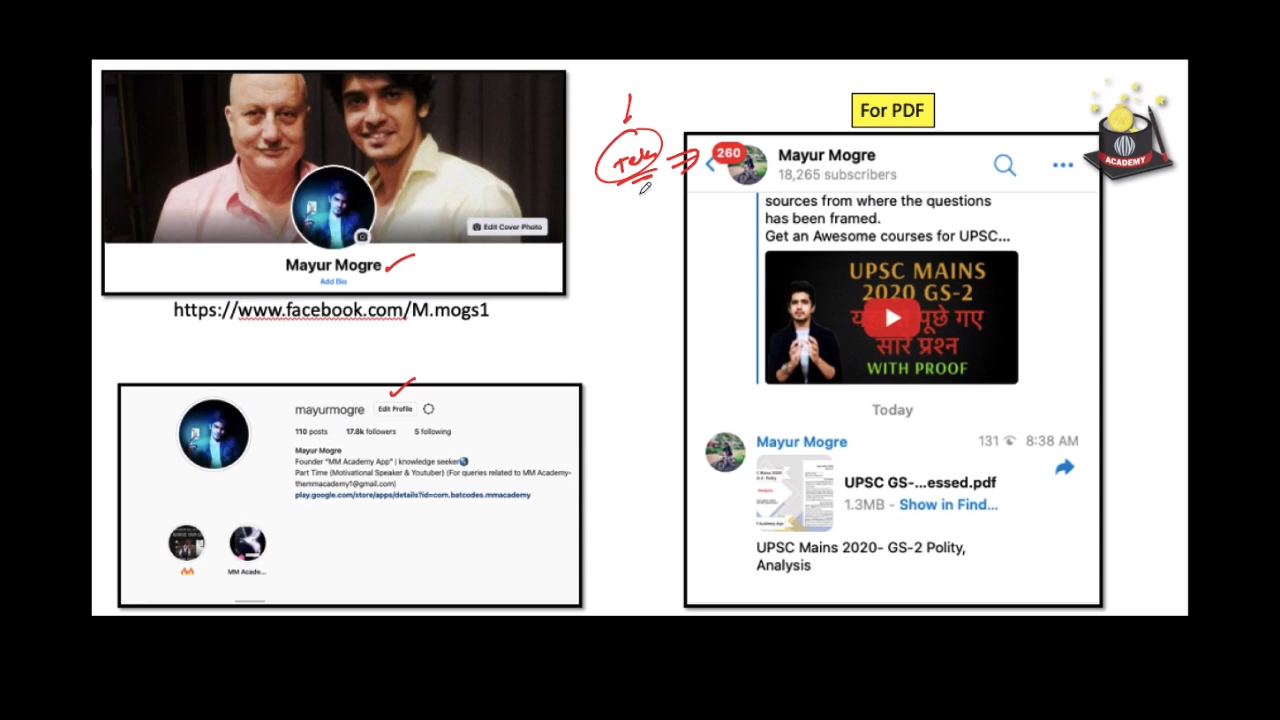 Edit Cover Photo
Mayur Mogre
Add Bio
https://www.facebook.com/M.mogs1
mayurmogre Edit Profile
110 posts 17.8k followers 5 following
Mayur Mogre
Founder "MM Academy App" | knowledge seeker
Part Time (Motivational Speaker & Youtuber) (For queries related to MM Academy-
themmacademy1@gmail.com)
play.google.com/store/apps/details?id=com.batcodes.mmacademy
MM Acade...
Tele
For PDF
ACADEMY
260
Mayur Mogre
18,265 subscribers
sources from where the questions
has been framed.
Get an Awesome courses for UPSC...
UPSC MAINS
2020 GS-2
पूछे गए
सारे प्रश्न
WITH PROOF
Today
Mayur Mogre 131 8:38 AM
UPSC GS-...essed.pdf
1.3MB - Show in Find...
UPSC Mains 2020- GS-2 Polity,
Analysis